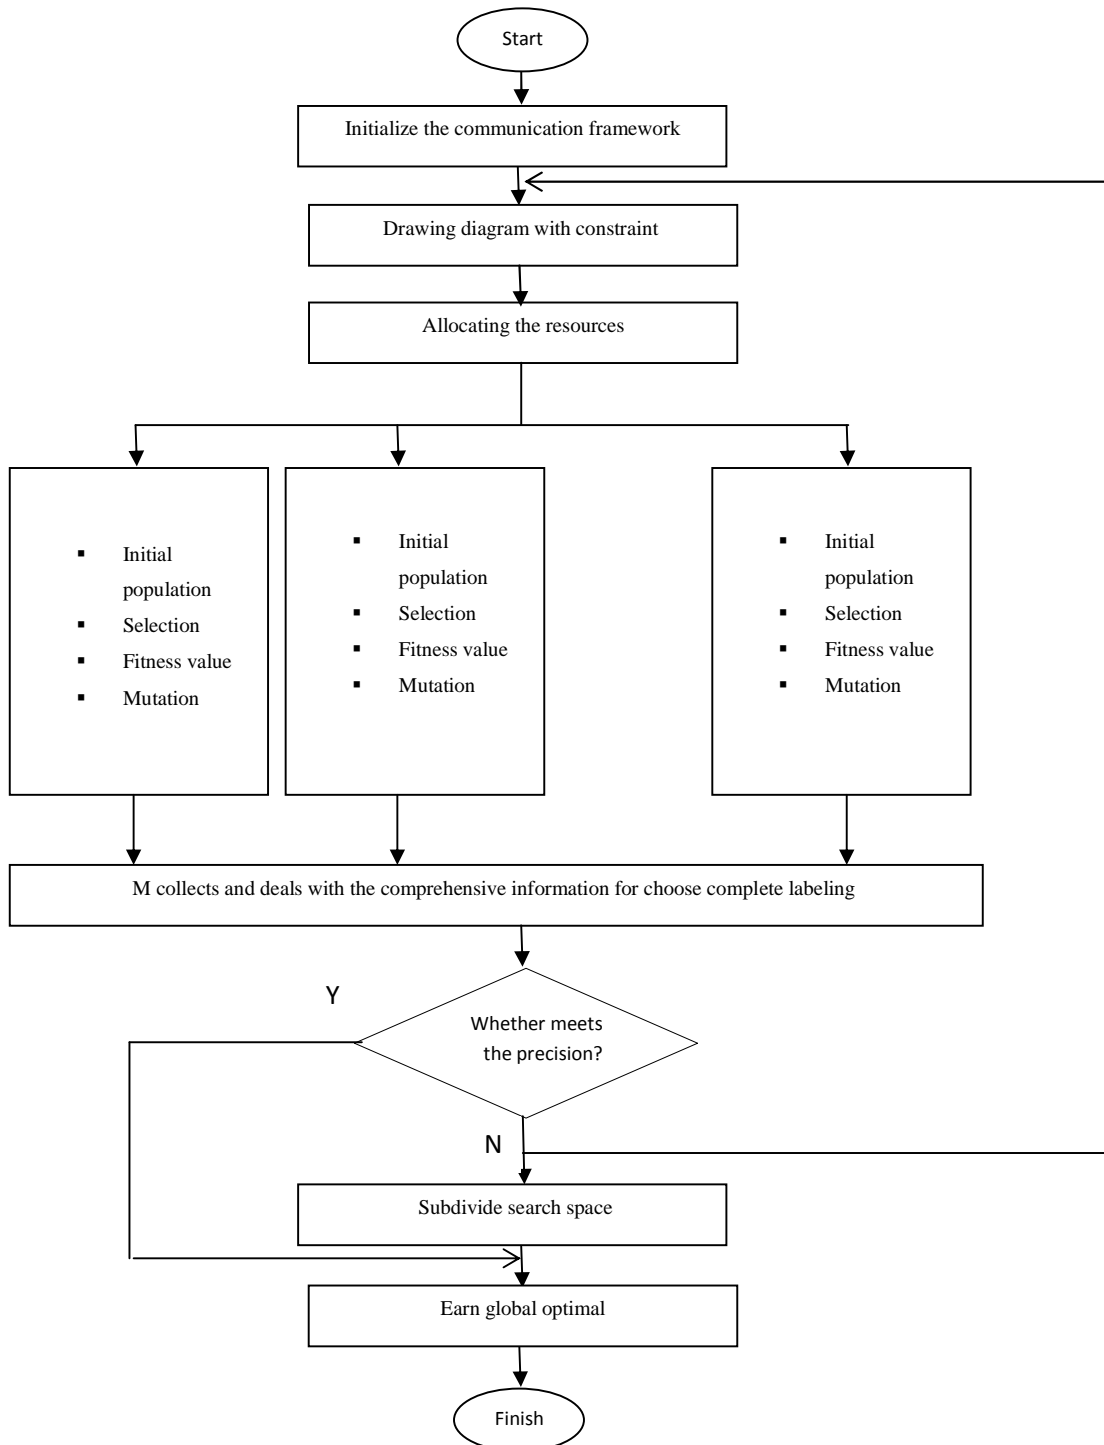 Start
Initialize the communication framework
Drawing diagram with constraint
Allocating the resources
▪ Initial
population
▪ Selection
▪ Fitness value
▪ Mutation
▪ Initial
population
▪ Selection
▪ Fitness value
▪ Mutation
▪ Initial
population
▪ Selection
▪ Fitness value
▪ Mutation
M collects and deals with the comprehensive information for choose complete labeling
Y
Whether meets
the precision?
N
Subdivide search space
Earn global optimal
Finish